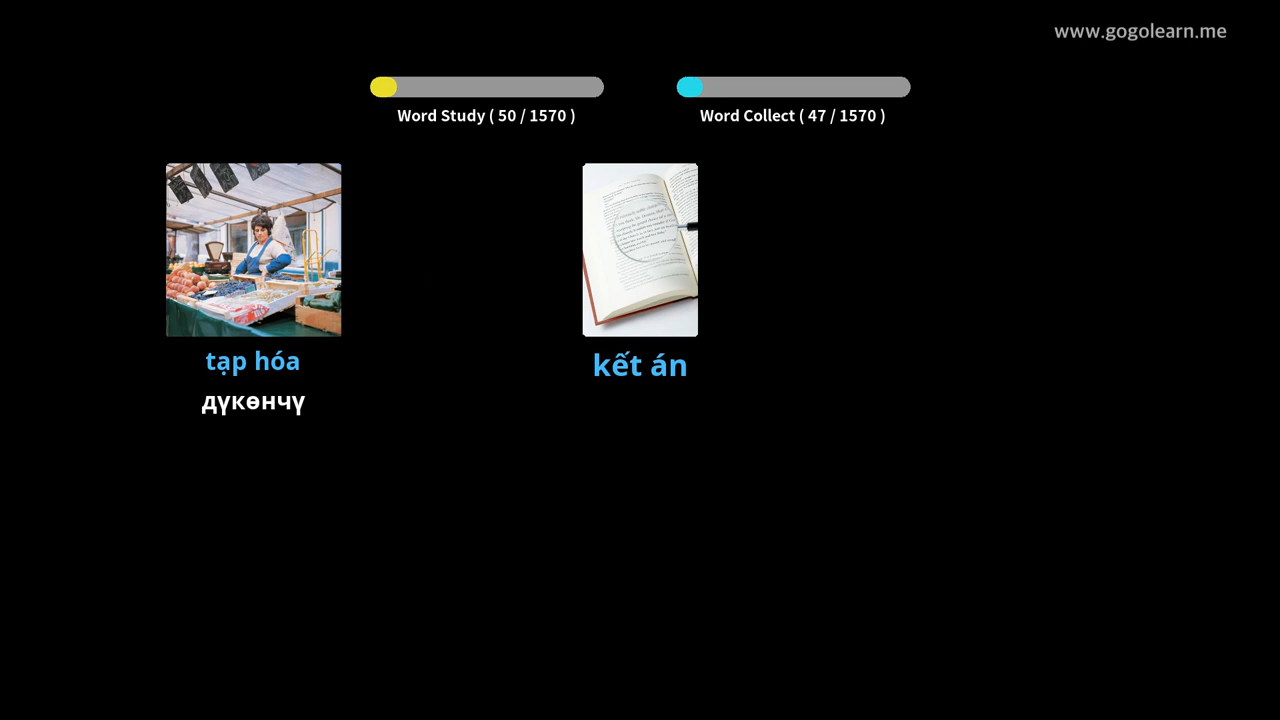 www.gogolearn.me
Word Study ( 50 / 1570 )
Word Collect ( 47 / 1570 )
tạp hóa
дүкөнчү
kết án